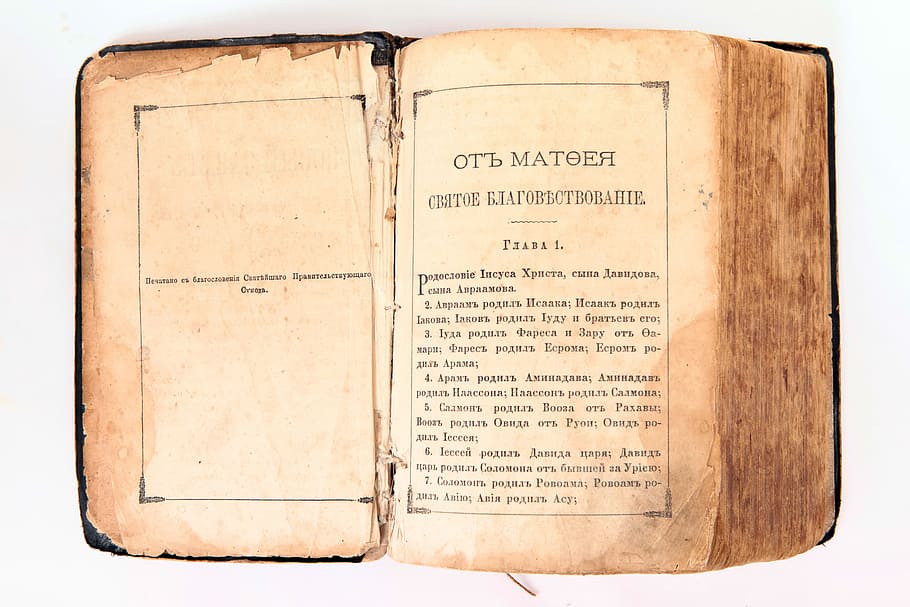 Печатано съ благословенія Святѣйшаго Правительствующаго
Сѵнода.
ОТЪ МАТѲЕЯ
СВЯТОЕ БЛАГОВѢСТВОВАНІЕ.
Глава 1.
Родословіе Іисуса Христа, сына Давидова,
сына Авраамова.
2. Авраамъ родилъ Исаака; Исаакъ родилъ
Іакова; Іаковъ родилъ Іуду и братьевъ его;
3. Іуда родилъ Фареса и Зару отъ Ѳа-
мари; Фаресъ родилъ Есрома; Есромъ ро-
дилъ Арама;
4. Арамъ родилъ Аминадава; Аминадавъ
родилъ Наассона; Наассонъ родилъ Салмона;
5. Салмонъ родилъ Вооза отъ Рахавы;
Воозъ родилъ Овида отъ Руѳи; Овидъ ро-
дилъ Іессея;
6. Іессей родилъ Давида царя; Давидъ
царь родилъ Соломона отъ бывшей за Уріею;
7. Соломонъ родилъ Ровоама; Ровоамъ ро-
дилъ Авію; Авія родилъ Асу;